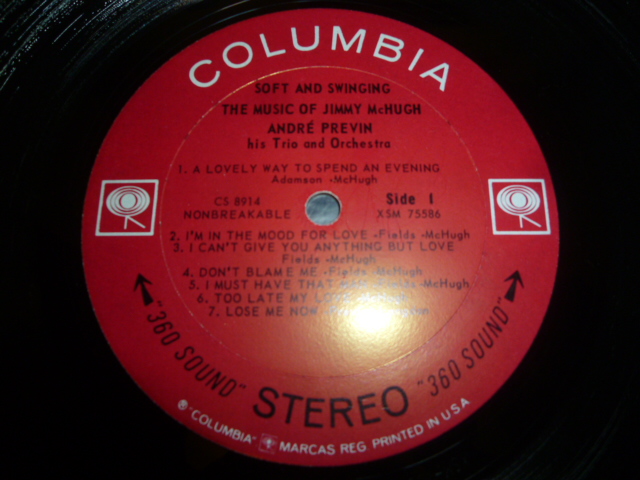 COLUMBIA
SOFT AND SWINGING
THE MUSIC OF JIMMY McHUGH
ANDRÉ PREVIN
his Trio and Orchestra
1. A LOVELY WAY TO SPEND AN EVENING
Adamson -McHugh
CS 8914
NONBREAKABLE
Side 1
XSM 75586
2. I'M IN THE MOOD FOR LOVE -Fields -McHugh
3. I CAN'T GIVE YOU ANYTHING BUT LOVE
Fields -McHugh
4. DON'T BLAME ME -Fields -McHugh
5. I MUST HAVE THAT MAN -Fields -McHugh
6. TOO LATE MY LOVE -McHugh
7. LOSE ME NOW
"360 SOUND" STEREO "360 SOUND"
℗ "COLUMBIA" MARCAS REG. PRINTED IN U.S.A.